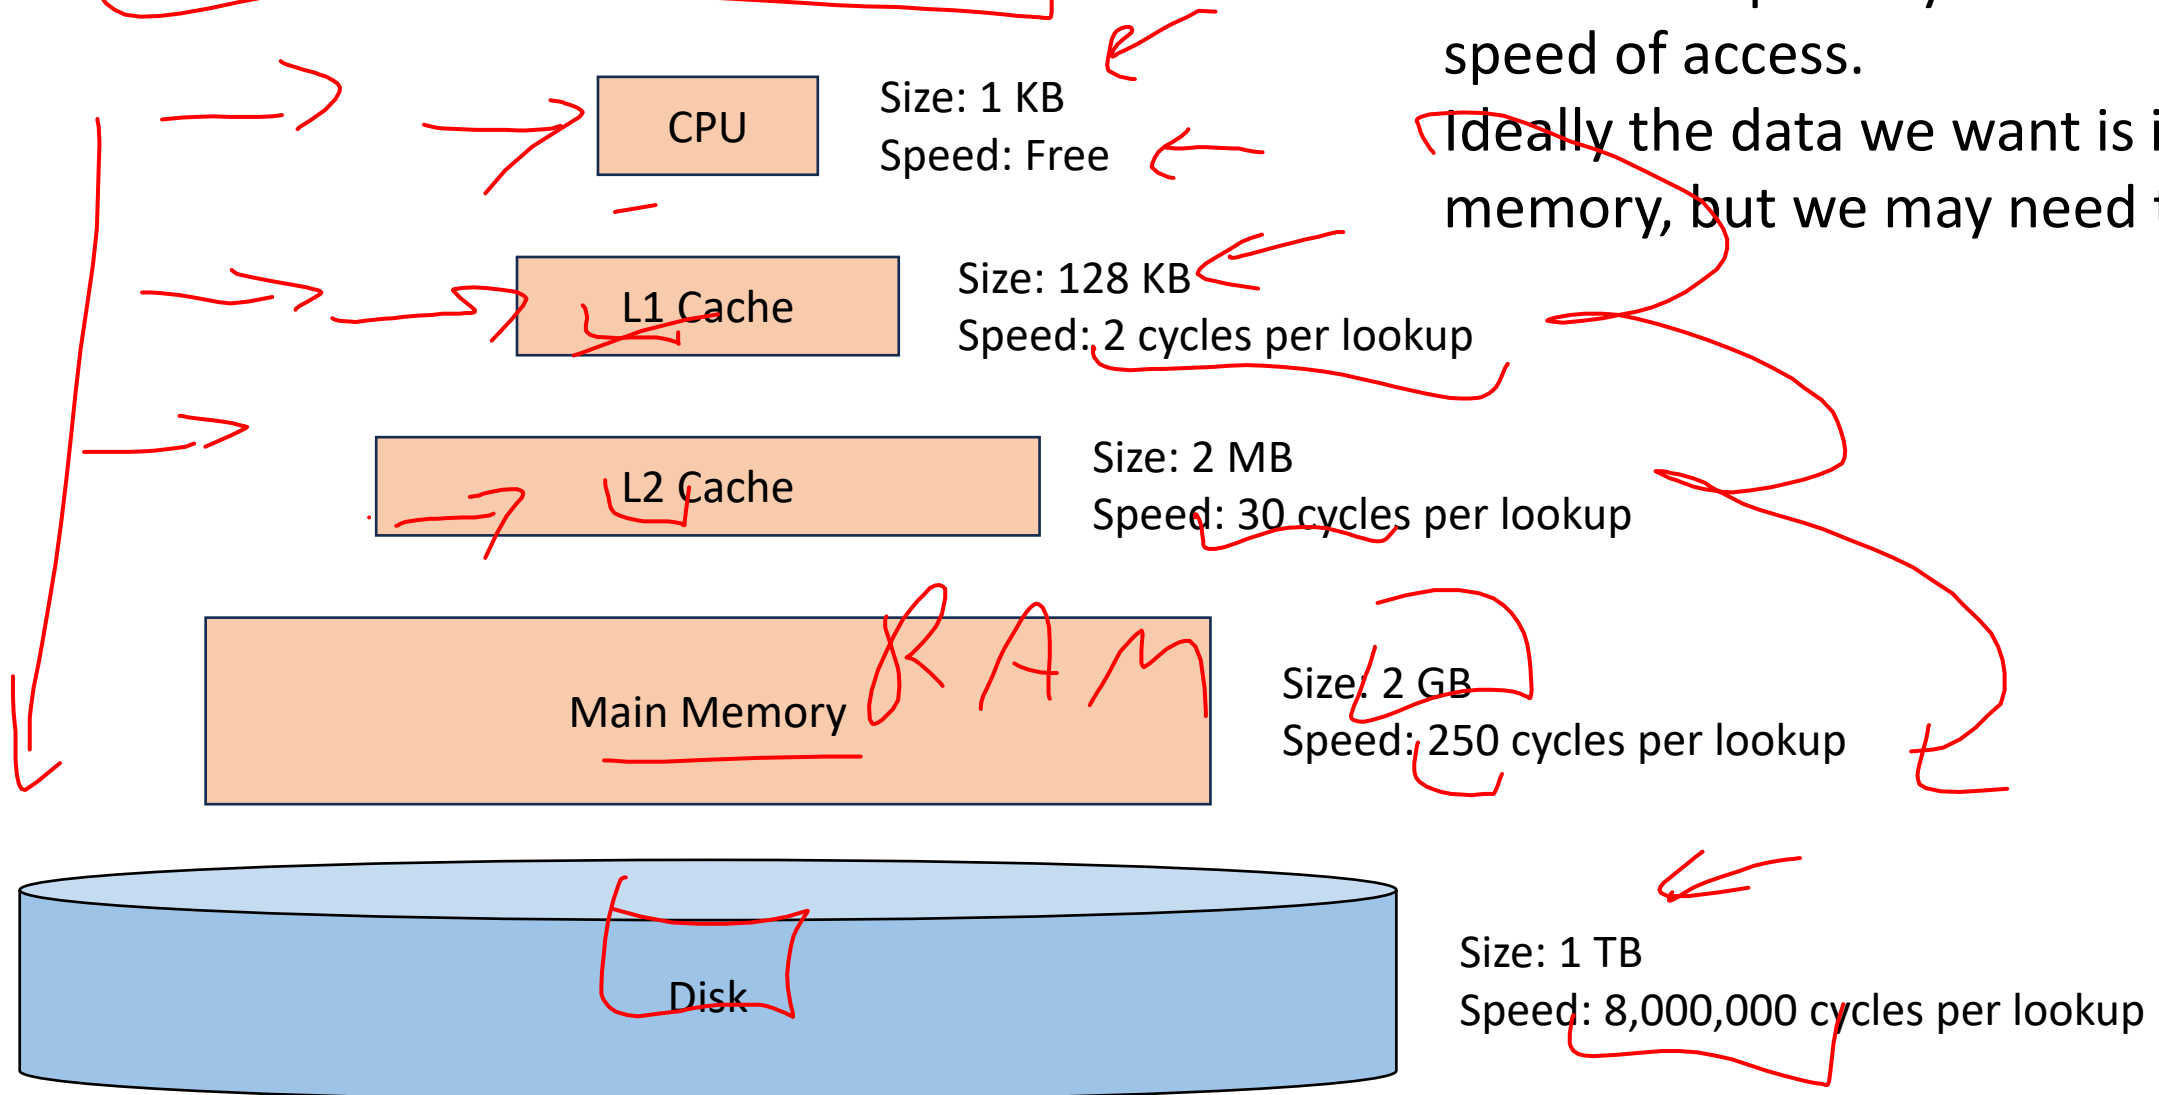 speed of access.
Ideally the data we want is
memory, but we may need
CPU
Size: 1 KB
Speed: Free
L1 Cache
Size: 128 KB
Speed: 2 cycles per lookup
L2 Cache
Size: 2 MB
Speed: 30 cycles per lookup
RAM
Main Memory
Size: 2 GB
Speed: 250 cycles per lookup
Disk
Size: 1 TB
Speed: 8,000,000 cycles per lookup